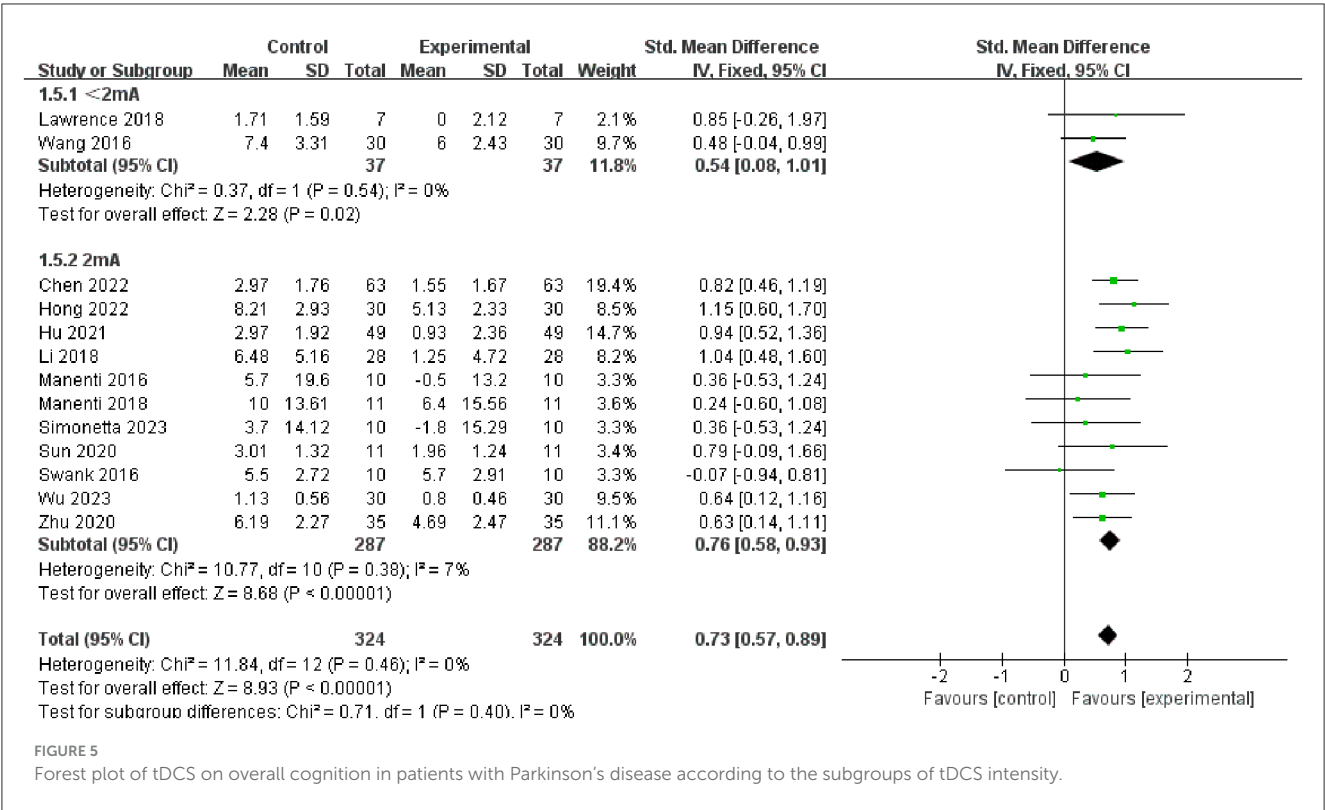 Control Experimental Std. Mean Difference Std. Mean Difference
Study or Subgroup Mean SD Total Mean SD Total Weight IV, Fixed, 95% CI IV, Fixed, 95% CI
1.5.1 <2mA
Lawrence 2018 1.71 1.59 7 0 2.12 7 2.1% 0.85 [-0.26, 1.97]
Wang 2016 7.4 3.31 30 6 2.43 30 9.7% 0.48 [-0.04, 0.99]
Subtotal (95% CI) 37 37 11.8% 0.54 [0.08, 1.01]
Heterogeneity: Chi² = 0.37, df = 1 (P = 0.54); I² = 0%
Test for overall effect: Z = 2.28 (P = 0.02)
1.5.2 2mA
Chen 2022 2.97 1.76 63 1.55 1.67 63 19.4% 0.82 [0.46, 1.19]
Hong 2022 8.21 2.93 30 5.13 2.33 30 8.5% 1.15 [0.60, 1.70]
Hu 2021 2.97 1.92 49 0.93 2.36 49 14.7% 0.94 [0.52, 1.36]
Li 2018 6.48 5.16 28 1.25 4.72 28 8.2% 1.04 [0.48, 1.60]
Manenti 2016 5.7 19.6 10 -0.5 13.2 10 3.3% 0.36 [-0.53, 1.24]
Manenti 2018 10 13.61 11 6.4 15.56 11 3.6% 0.24 [-0.60, 1.08]
Simonetta 2023 3.7 14.12 10 -1.8 15.29 10 3.3% 0.36 [-0.53, 1.24]
Sun 2020 3.01 1.32 11 1.96 1.24 11 3.4% 0.79 [-0.09, 1.66]
Swank 2016 5.5 2.72 10 5.7 2.91 10 3.3% -0.07 [-0.94, 0.81]
Wu 2023 1.13 0.56 30 0.8 0.46 30 9.5% 0.64 [0.12, 1.16]
Zhu 2020 6.19 2.27 35 4.69 2.47 35 11.1% 0.63 [0.14, 1.11]
Subtotal (95% CI) 287 287 88.2% 0.76 [0.58, 0.93]
Heterogeneity: Chi² = 10.77, df = 10 (P = 0.38); I² = 7%
Test for overall effect: Z = 8.68 (P < 0.00001)
Total (95% CI) 324 324 100.0% 0.73 [0.57, 0.89]
Heterogeneity: Chi² = 11.84, df = 12 (P = 0.46); I² = 0%
Test for overall effect: Z = 8.93 (P < 0.00001)
Test for subgroup differences: Chi² = 0.71. df = 1 (P = 0.40). I² = 0%
-2 -1 0 1 2
Favours [control] Favours [experimental]
FIGURE 5
Forest plot of tDCS on overall cognition in patients with Parkinson's disease according to the subgroups of tDCS intensity.